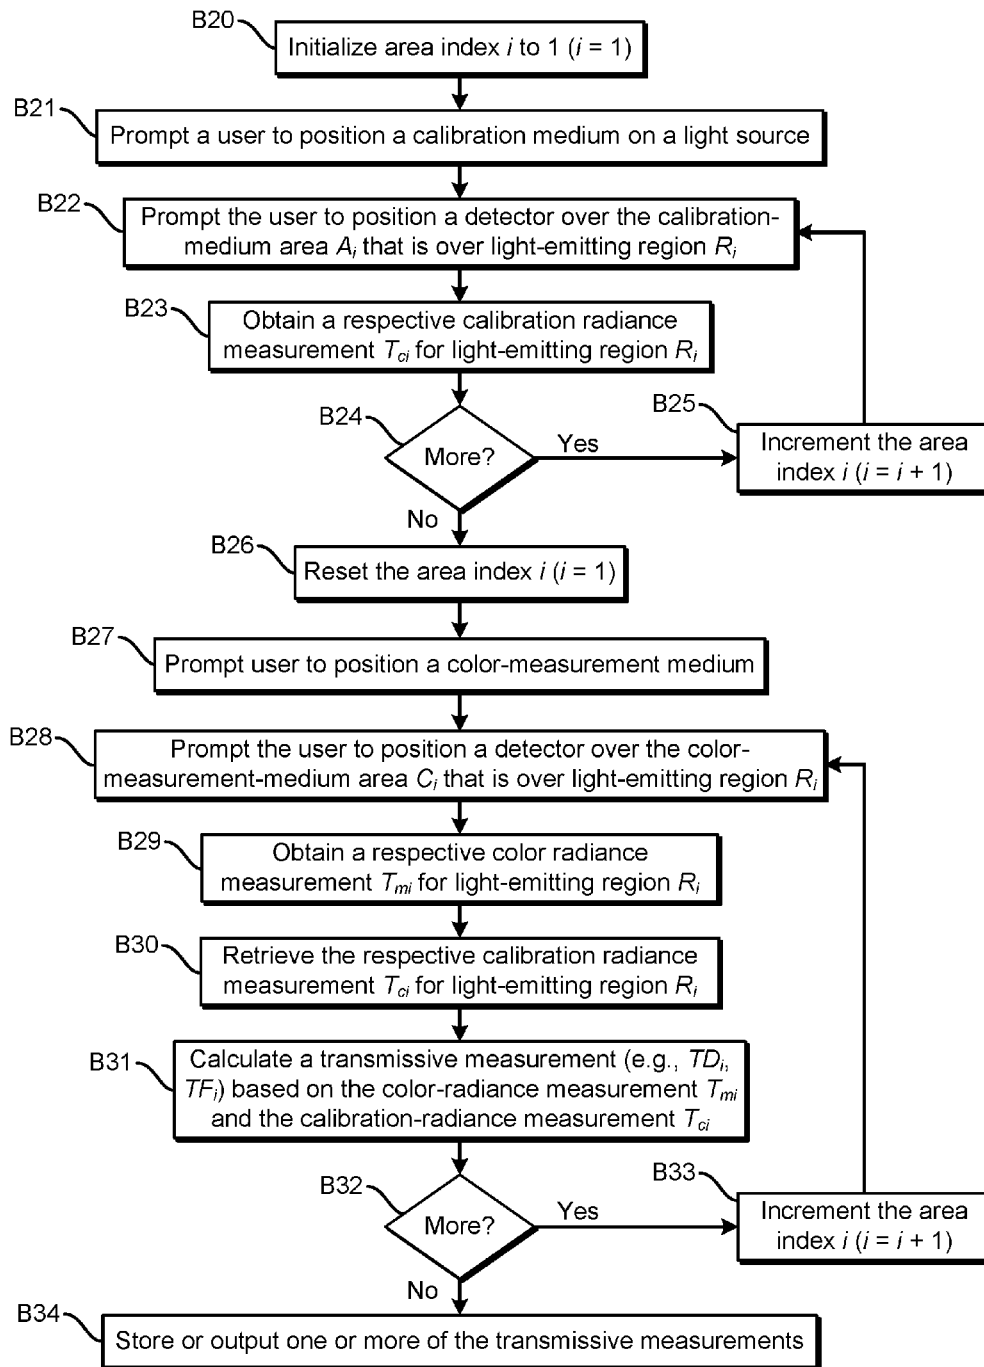 B20
Initialize area index i to 1 (i = 1)
B21
Prompt a user to position a calibration medium on a light source
B22
Prompt the user to position a detector over the calibration-
medium area Ai that is over light-emitting region Ri
B23
Obtain a respective calibration radiance
measurement Tci for light-emitting region Ri
B24
More?
Yes
B25
Increment the area
index i (i = i + 1)
No
B26
Reset the area index i (i = 1)
B27
Prompt user to position a color-measurement medium
B28
Prompt the user to position a detector over the color-
measurement-medium area Ci that is over light-emitting region Ri
B29
Obtain a respective color radiance
measurement Tmi for light-emitting region Ri
B30
Retrieve the respective calibration radiance
measurement Tci for light-emitting region Ri
B31
Calculate a transmissive measurement (e.g., TDi,
TFi) based on the color-radiance measurement Tmi
and the calibration-radiance measurement Tci
B32
More?
Yes
B33
Increment the area
index i (i = i + 1)
No
B34
Store or output one or more of the transmissive measurements